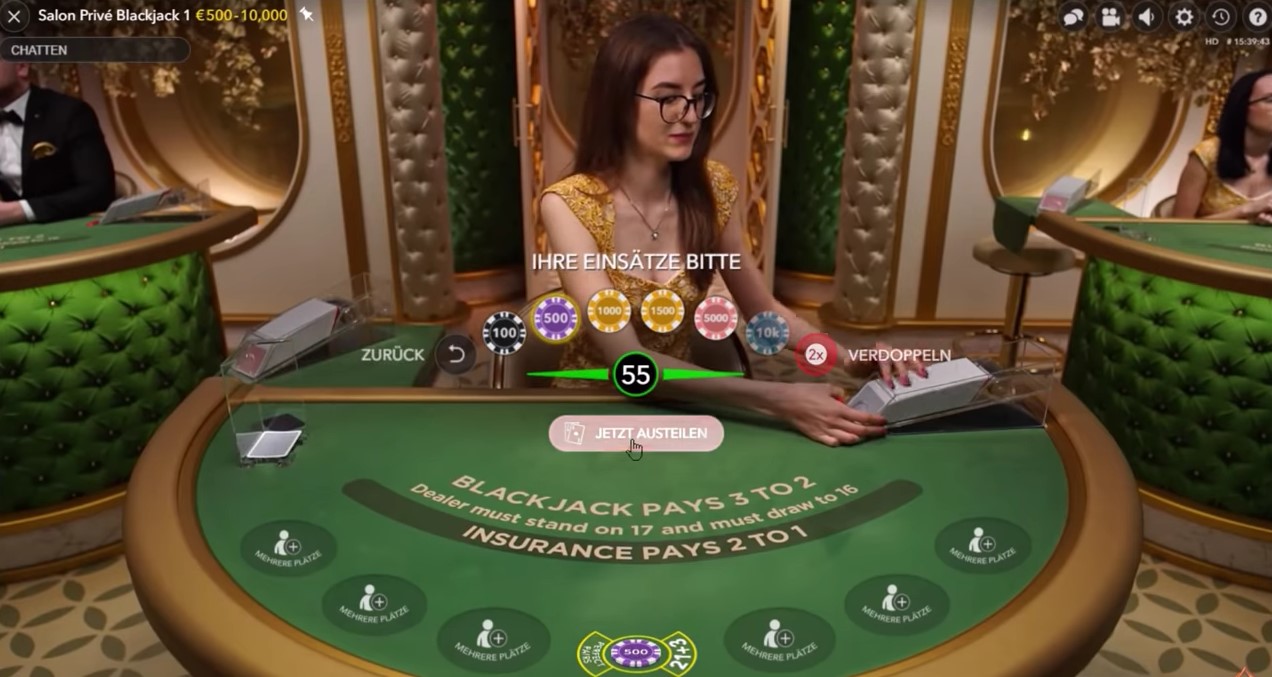 Salon Privé Blackjack 1 €500-10,000
CHATTEN
HD # 15:39:43
IHRE EINSÄTZE BITTE
100
500
1000
1500
5000
10k
ZURÜCK
2x VERDOPPELN
55
JETZT AUSTEILEN
BLACKJACK PAYS 3 TO 2
Dealer must stand on 17 and must draw to 16
INSURANCE PAYS 2 TO 1
MEHRERE PLÄTZE
MEHRERE PLÄTZE
MEHRERE PLÄTZE
PERFECT PAIRS
500
21+3
MEHRERE PLÄTZE
MEHRERE PLÄTZE
MEHRERE PLÄTZE